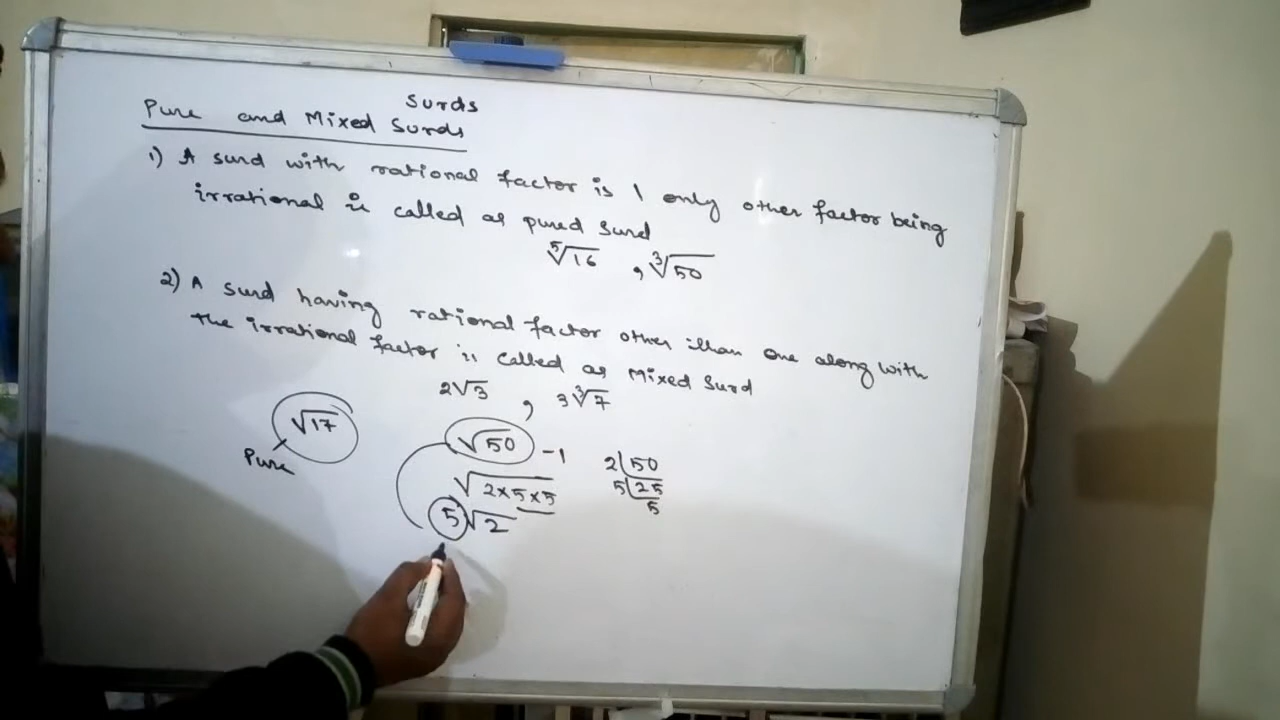 Surds
Pure and Mixed Surds
1) A surd with rational factor is 1 only other factor being
irrational is called as pured surd
⁵√16 , ³√50
2) A surd having rational factor other than one along with
the irrational factor is called as Mixed Surd
2√3 , 3³√7
√17
Pure
√50 -1
√2×5×5
5√2
2 50
5 25
5